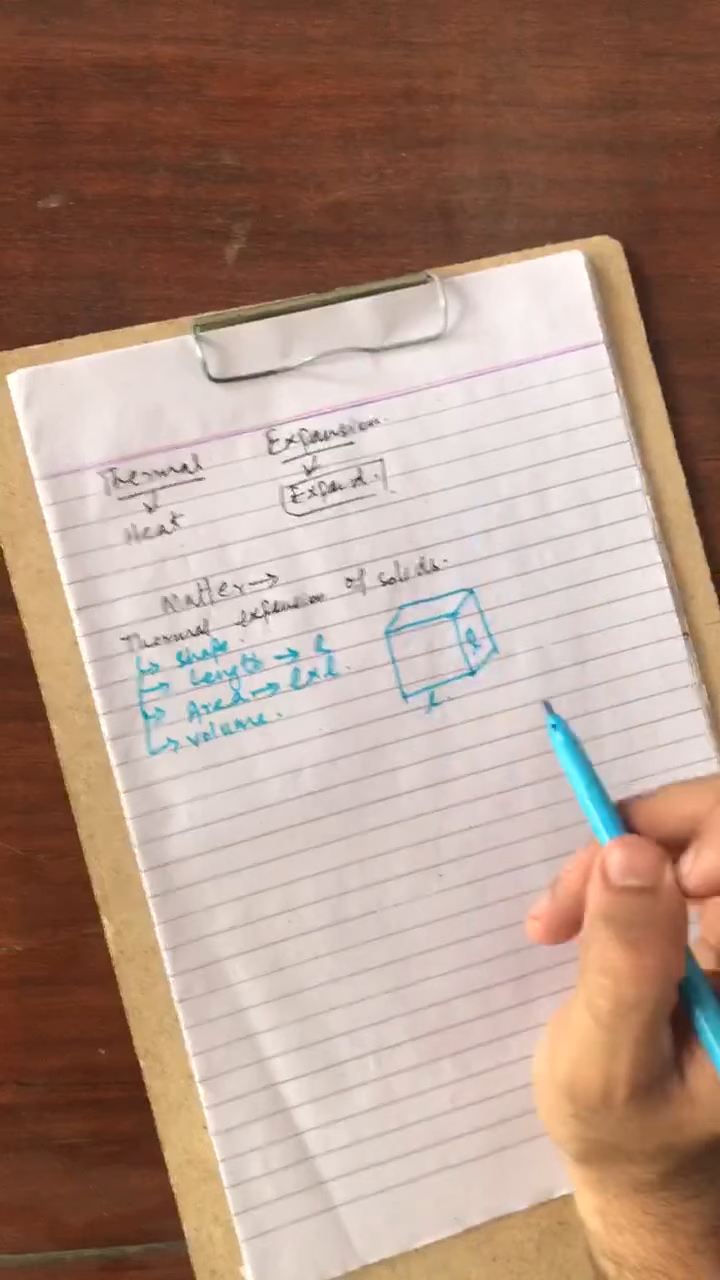 Thermal Expansion
Heat Expand.
Matter→
Thermal expansion of solids.
↳ shape.
→ Length → l
→ Area → l×l.
↳ volume.
l
l